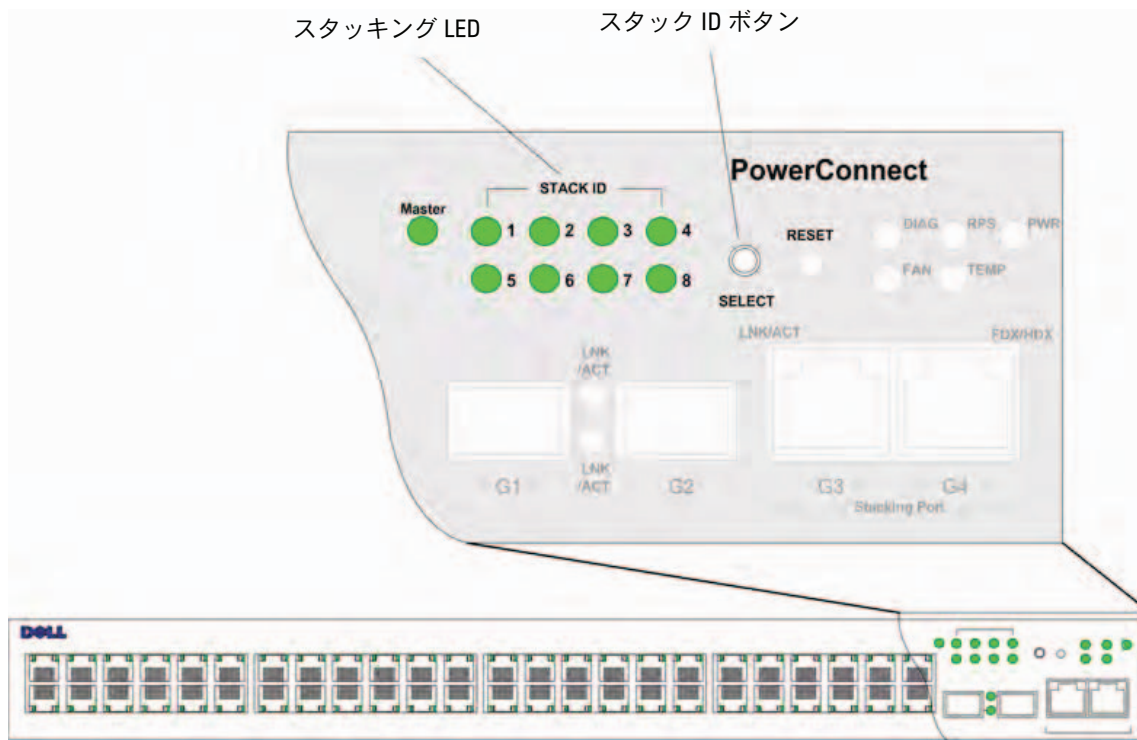 スタッキング LED
スタック ID ボタン
PowerConnect
STACK ID
Master
1 2 3 4
RESET
DIAG RPS PWR
5 6 7 8
FAN TEMP
SELECT
LNK/ACT
FDX/HDX
LNK
/ACT
LNK
/ACT
G1
G2
G3
G4
Stacking Port
DELL